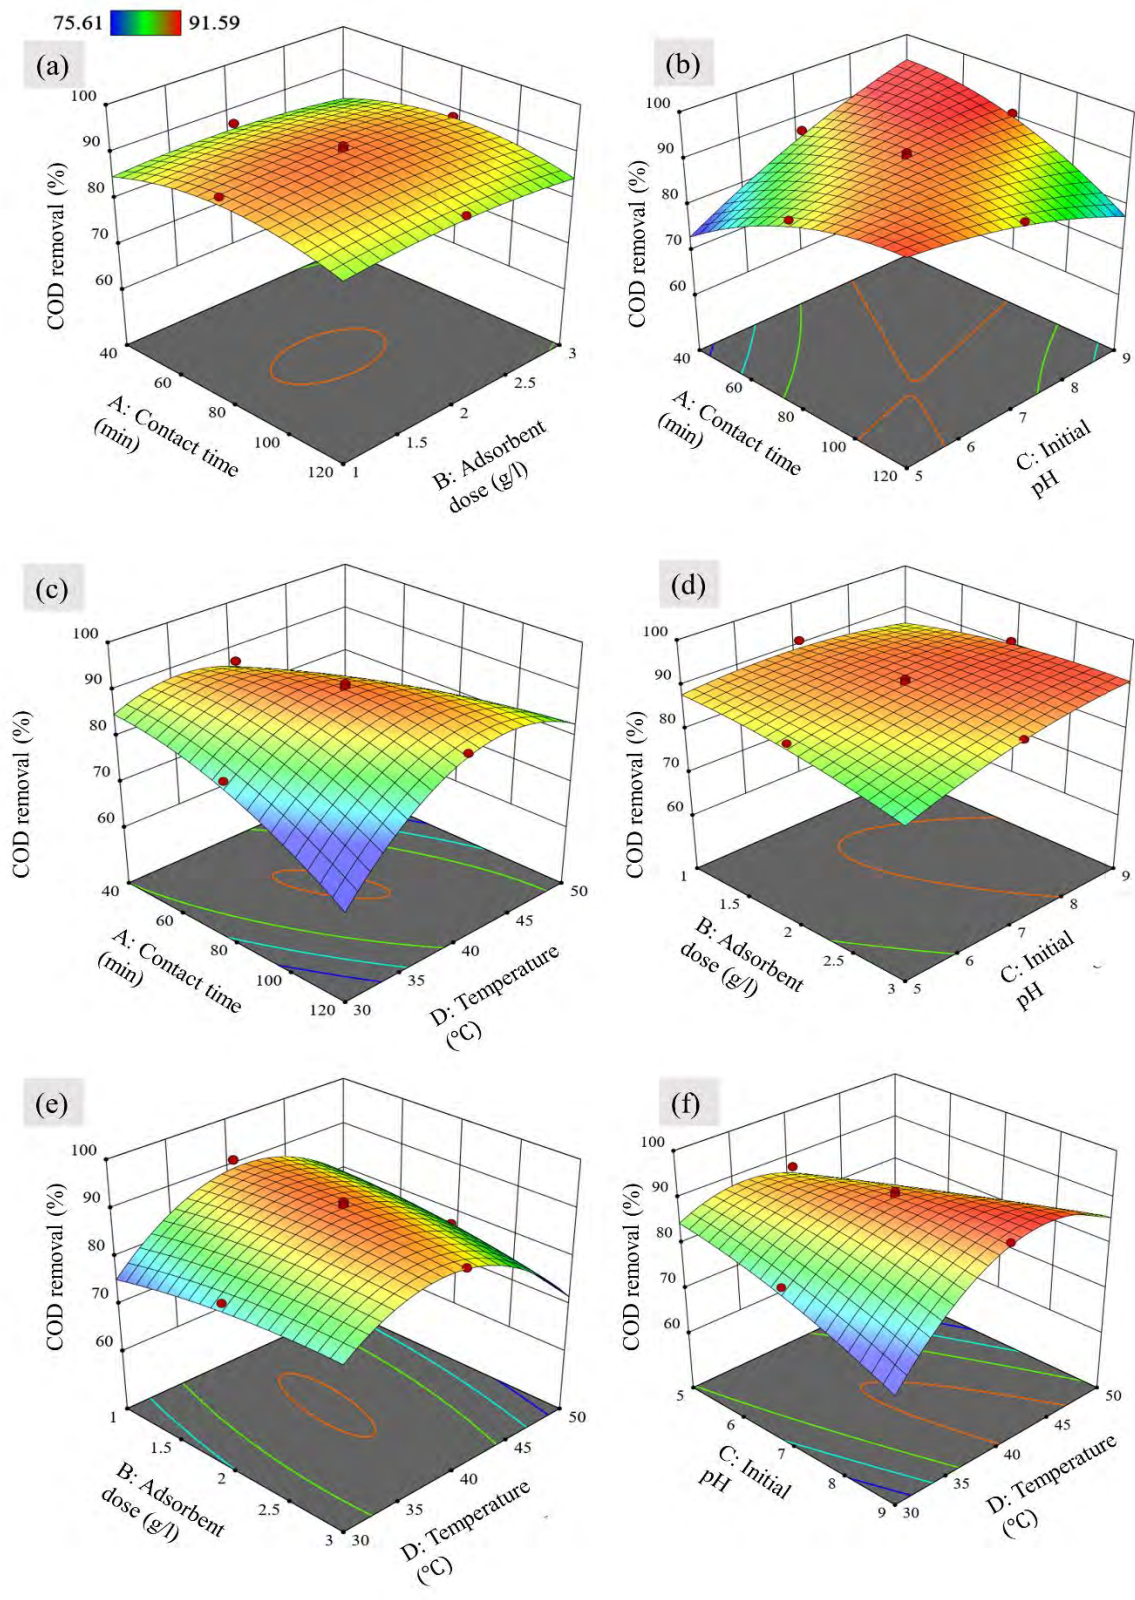 75.61 91.59
(a)
100
90
80
70
60
COD removal (%)
40
60
80
100
120
A: Contact time
(min)
1
1.5
2
2.5
3
B: Adsorbent
dose (g/l)
(b)
100
90
80
70
60
COD removal (%)
40
60
80
100
120
A: Contact time
(min)
5
6
7
8
9
C: Initial
pH
(c)
100
90
80
70
60
COD removal (%)
40
60
80
100
120
A: Contact time
(min)
30
35
40
45
50
D: Temperature
(°C)
(d)
100
90
80
70
60
COD removal (%)
1
1.5
2
2.5
3
B: Adsorbent
dose (g/l)
5
6
7
8
9
C: Initial
pH
(e)
100
90
80
70
60
COD removal (%)
1
1.5
2
2.5
3
B: Adsorbent
dose (g/l)
30
35
40
45
50
D: Temperature
(°C)
(f)
100
90
80
70
60
COD removal (%)
5
6
7
8
9
C: Initial
pH
30
35
40
45
50
D: Temperature
(°C)